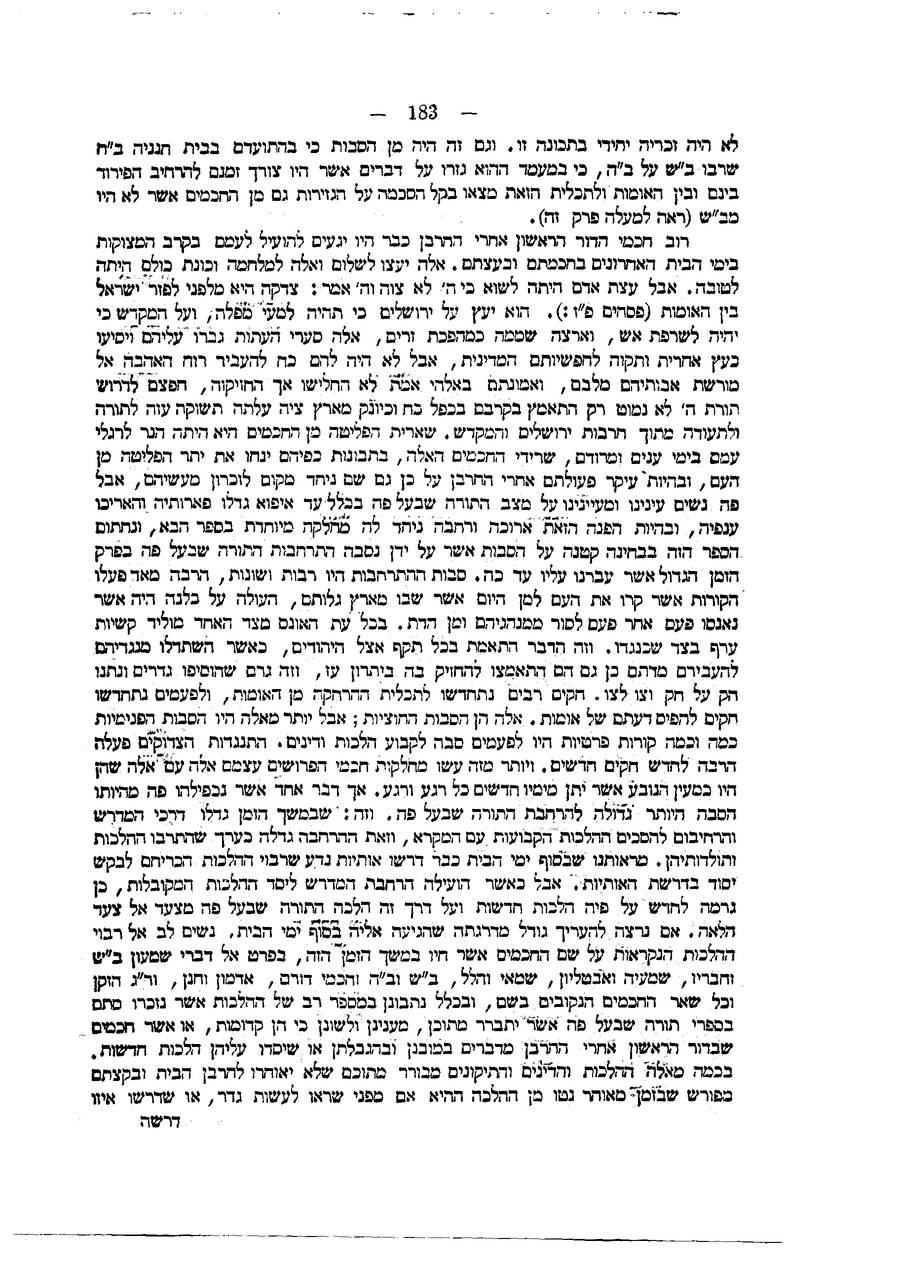 — 183 —
לא היה זכריה יחידי בתכונה זו. וגם זה היה מן הסבות כי בהתועדם בבית חנניה ב"ח
שרבו ב"ש על ב"ה, כי במעמד ההוא גזרו על דברים אשר היו צורך זמנם להרחיב הפירוד
בינם ובין האומות ולתכלית הזאת מצאו בקל הסכמה על הגזירות גם מן החכמים אשר לא היו
מב"ש (ראה למעלה פרק זה).
רוב חכמי הדור הראשון אחרי החרבן כבר היו יגעים להועיל לעמם בקרב המצוקות
בימי הבית האחרונים בחכמתם ובעצתם. אלה יעצו לשלום ואלה למלחמה וכונת כולם היתה
לטובה. אבל עצת אדם היתה לשוא כי ה' לא צוה וה' אמר: צדקה היא מלפני לפזור ישראל
בין האומות (פסחים פ"ז:). הוא יעץ על ירושלים כי תהיה למעי מפלה, ועל המקדש כי
יהיה לשרפת אש, וארצה שממה כמהפכת זרים, אלה סערי העתות גברו עליהם ויסיעו
כעץ אחרית ותקוה לחפשיותם המדינית, אבל לא היה להם כח להעביר רוח האהבה אל
מורשת אבותיהם מלבם, ואמונתם באלהי אמת לא החלישו אך החזיקוה, חפצם לדרוש
תורת ה' לא נמוט רק התאמץ בקרבם בכפל כח וכיונק מארץ ציה עלתה תשוקה עזה לתורה
ולתעודה מתוך חרבות ירושלים והמקדש. שארית הפליטה מן החכמים היא היתה הנר לרגלי
עמם בימי ענים ומרודם, שרידי החכמים האלה, בתבונות כפיהם ינחו את יתר הפליטה מן
העם, ובהיות עיקר פעולתם אחרי החרבן על כן גם שם ניחד מקום לזכרון מעשיהם, אבל
פה נשים עינינו ומעיינינו על מצב התורה שבעל פה בכלל עד איפוא גדלו פארותיה והאריכו
ענפיה, ובהיות הפנה הזאת ארוכה ורחבה ניחד לה מחלקה מיוחדת בספר הבא, ונחתום
הספר הזה בבחינה קטנה על הסבות אשר על ידן נסבה התרחבות התורה שבעל פה בפרק
הזמן הגדול אשר עברנו עליו עד כה. סבות ההתרחבות היו רבות ושונות, הרבה מאד פעלו
הקורות אשר קרו את העם למן היום אשר שבו מארץ גלותם, העולה על כלנה היה אשר
נאנסו פעם אחר פעם לסור ממנהגיהם ומן הדת. בכל עת האונס מצד האחד מוליד קשיות
ערף בצד שכנגדו. וזה הדבר התאמת בכל תקף אצל היהודים, כאשר השתדלו מנגדיהם
להעבירם מדתם כן גם הם התאמצו להחזיק בה ביתרון עז, וזה גרם שהוסיפו גדרים ונתנו
חק על חק וצו לצו. חקים רבים נתחדשו לתכלית ההרחקה מן האומות, ולפעמים נתחדשו
חקים להפיס דעתם של אומות. אלה הן הסבות החוציות; אבל יותר מאלה היו הסבות הפנימיות
כמה וכמה קורות פרטיות היו לפעמים סבה לקבוע הלכות ודינים. התנגדות הצדוקים פעלה
הרבה לחדש חקים חדשים. ויותר מזה עשו מחלקות חכמי הפרושים עצמם אלה עם אלה שהן
היו כמעין הנובע אשר יתן מימיו חדשים כל רגע ורגע. אך דבר אחד אשר נכפילהו פה מהיותו
הסבה היותר גדולה להרחבת התורה שבעל פה. וזה: שבמשך הזמן גדלו דרכי המדרש
והרחיבום להסכים ההלכות הקבועות עם המקרא, וזאת ההרחבה גדלה כערך שהתרבו ההלכות
ותולדותיהן. מראותנו שבסוף ימי הבית כבר דרשו אותיות נדע שרבוי ההלכות הכריחם לבקש
יסוד בדרשת האותיות. אבל כאשר הועילה הרחבת המדרש ליסד ההלכות המקובלות, כן
גרמה לחדש על פיה הלכות חדשות ועל דרך זה הלכה התורה שבעל פה מצעד אל צעד
הלאה. אם נרצה להעריך גודל מדרגתה שהגיעה אליה בסוף ימי הבית. נשים לב אל רבוי
ההלכות הנקראות על שם החכמים אשר חיו במשך הזמן הזה, בפרט אל דברי שמעון ב"ש
וחבריו, שמעיה ואבטליון, שמאי והלל, ב"ש וב"ה וחכמי דורם, אדמון וחנן, ור"ג הזקן
וכל שאר החכמים הנקובים בשם, ובכלל נתבונן במספר רב של ההלכות אשר נזכרו סתם
בספרי תורה שבעל פה אשר יתברר מתוכן, מענינן ולשונן כי הן קדומות, או אשר חכמים
שבדור הראשון אחרי החרבן מדברים במובנן ובהגבלתן או שיסדו עליהן הלכות חדשות.
בכמה מאלה ההלכות והדינים והתיקונים מבורר מתוכם שלא יאוחרו לחרבן הבית ובקצתם
מפורש שבזמן מאוחר נטו מן ההלכה ההיא אם מפני שראו לעשות גדר, או שדרשו איזו
דרשה